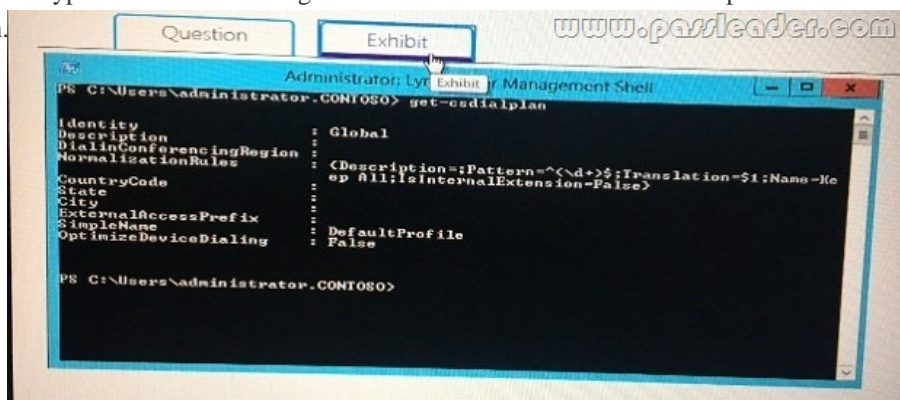 Question
Exhibit
www.passleader.com
Administrator: Lyn r Management Shell
Exhibit
PS C:\Users\administrator.CONTOSO> get-csdialplan
Identity : Global
Description :
DialinConferencingRegion :
NormalizationRules : {Description=;Pattern=^(\d+)$;Translation=$1;Name=Ke
ep All;IsInternalExtension=False}
CountryCode :
State :
City :
ExternalAccessPrefix :
SimpleName : DefaultProfile
OptimizeDeviceDialing : False
PS C:\Users\administrator.CONTOSO>